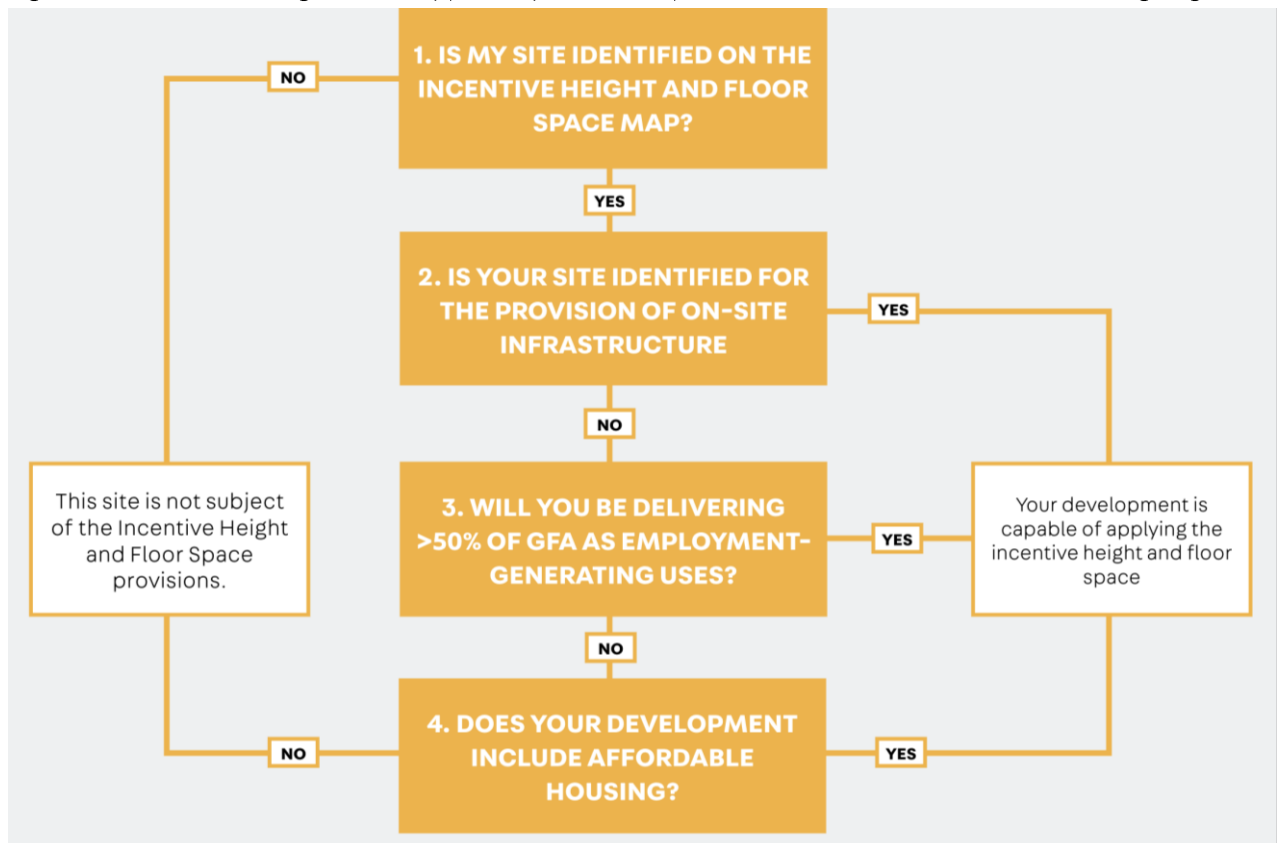 1. IS MY SITE IDENTIFIED ON THE
INCENTIVE HEIGHT AND FLOOR
SPACE MAP?
NO
YES
2. IS YOUR SITE IDENTIFIED FOR
THE PROVISION OF ON-SITE
INFRASTRUCTURE
YES
NO
3. WILL YOU BE DELIVERING
>50% OF GFA AS EMPLOYMENT-
GENERATING USES?
YES
This site is not subject
of the Incentive Height
and Floor Space
provisions.
Your development is
capable of applying the
incentive height and floor
space
NO
4. DOES YOUR DEVELOPMENT
INCLUDE AFFORDABLE
HOUSING?
NO
YES